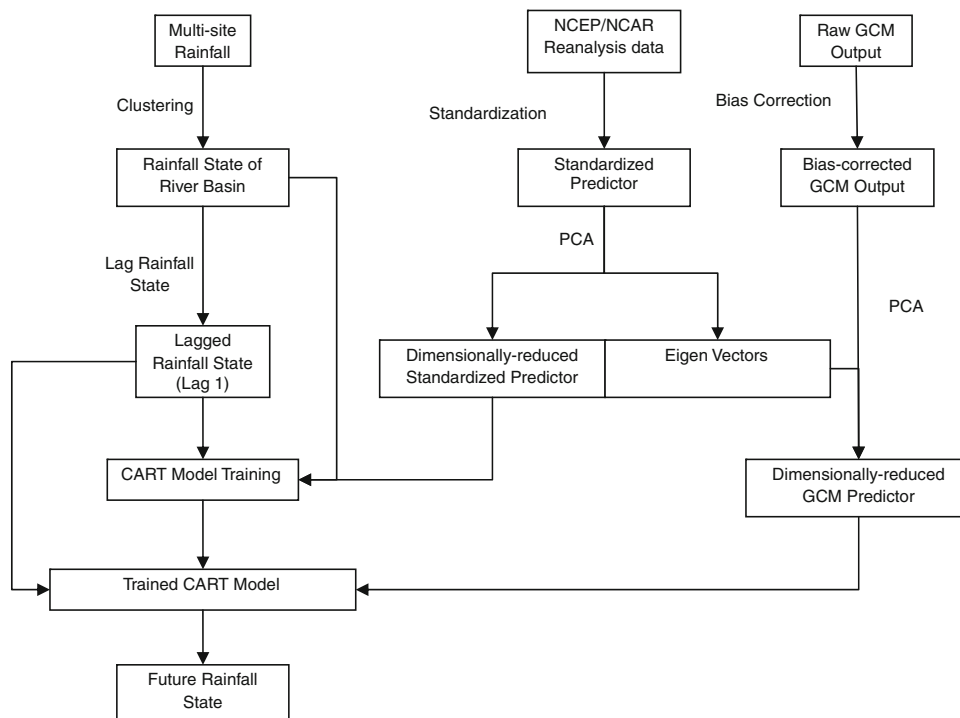 Multi-site
Rainfall
NCEP/NCAR
Reanalysis data
Raw GCM
Output
Clustering
Standardization
Bias Correction
Rainfall State of
River Basin
Standardized
Predictor
Bias-corrected
GCM Output
PCA
Lag Rainfall
State
PCA
Lagged
Rainfall State
(Lag 1)
Dimensionally-reduced
Standardized Predictor
Eigen Vectors
CART Model Training
Dimensionally-reduced
GCM Predictor
Trained CART Model
Future Rainfall
State